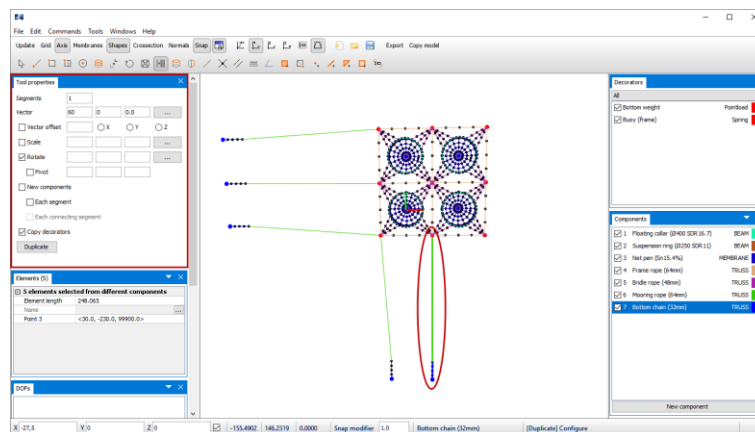 File Edit Commands Tools Windows Help
Update Grid Axis Membranes Shapes Crossection Normals Snap Export Copy model
Tool properties
Segments 1
Vector 60 0 0.0 ...
Vector offset X Y Z
Scale ...
Rotate ...
Pivot
New components
Each segment
Each connecting segment
Copy decorators
Duplicate
Elements (5)
5 elements selected from different components
Element length 248.065
Name ...
Point 3 <30.0, -230.0, 99900.0>
DOFs
Decorators
All
Bottom weight Pointload
Buoy (frame) Spring
Components
1 Floating collar (Ø400 SDR16.7) BEAM
2 Suspension ring (Ø250 SDR11) BEAM
3 Net pen (Sn15.4%) MEMBRANE
4 Frame rope (64mm) TRUSS
5 Bridle rope (48mm) TRUSS
6 Mooring rope (64mm) TRUSS
7 Bottom chain (32mm) TRUSS
New component
X -27,5 Y 0 Z 0 -155.4902 146.2319 0.0000 Snap modifier 1.0 Bottom chain (32mm) [Duplicate] Configure